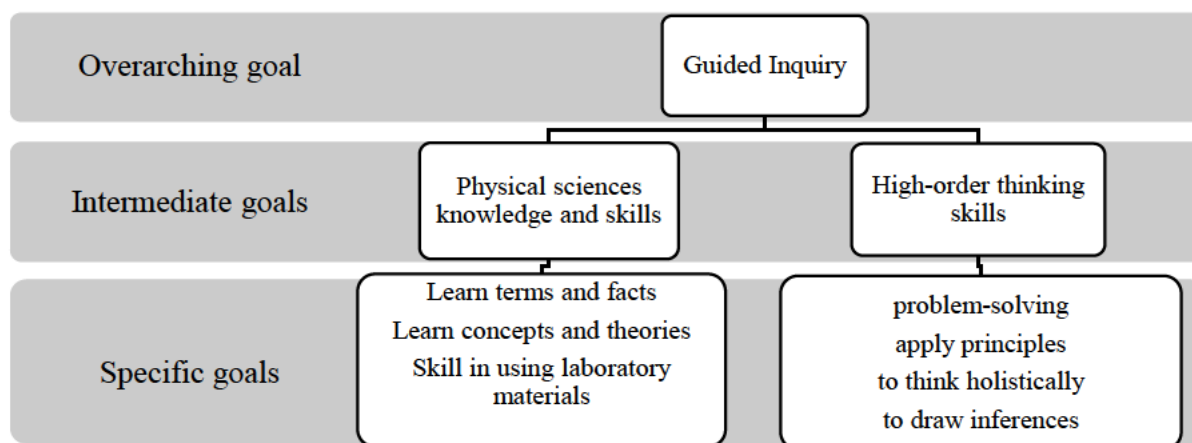 Overarching goal
Guided Inquiry
Intermediate goals
Physical sciences
knowledge and skills
High-order thinking
skills
Specific goals
Learn terms and facts
Learn concepts and theories
Skill in using laboratory
materials
problem-solving
apply principles
to think holistically
to draw inferences